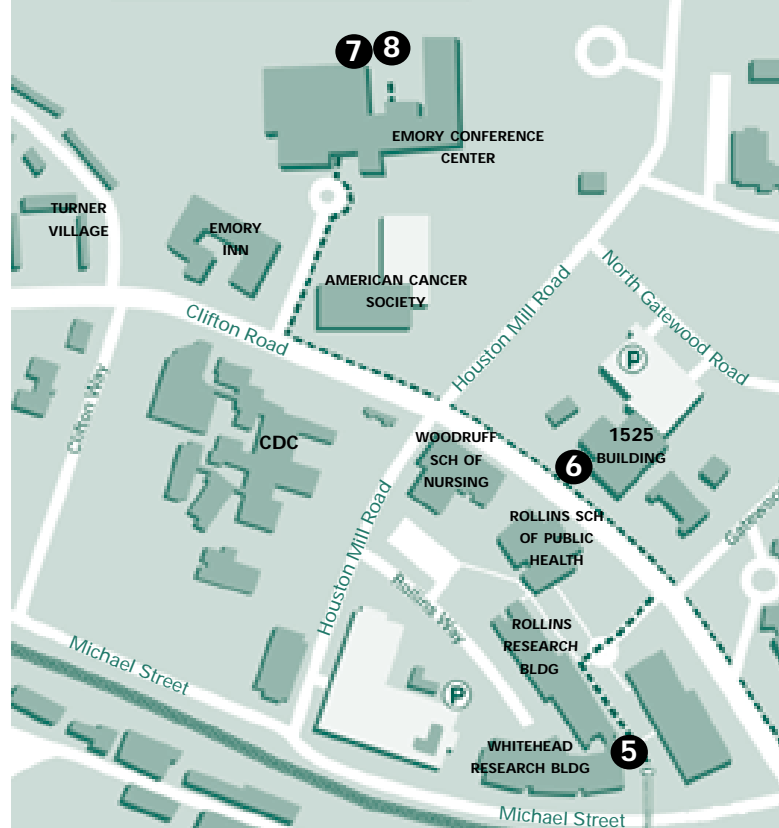 7
8
EMORY CONFERENCE
CENTER
TURNER
VILLAGE
EMORY
INN
AMERICAN CANCER
SOCIETY
North Gatewood Road
Houston Mill Road
Clifton Road
P
Clifton Way
CDC
WOODRUFF
SCH OF
NURSING
1525
BUILDING
6
ROLLINS SCH
OF PUBLIC
HEALTH
Houston Mill Road
Rollins Way
ROLLINS
RESEARCH
BLDG
Michael Street
P
WHITEHEAD
RESEARCH BLDG
5
Michael Street